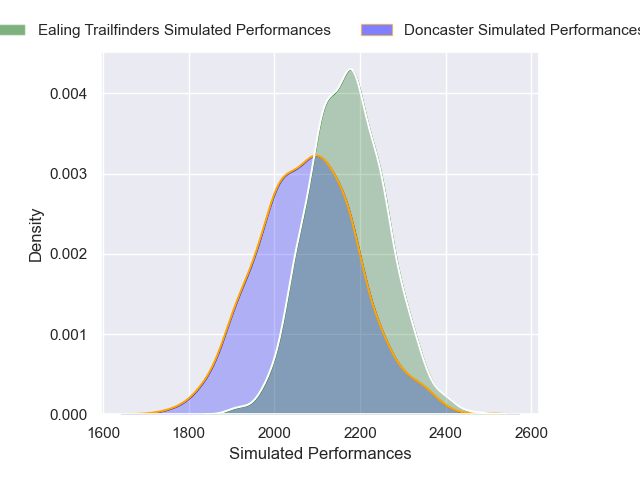 Ealing Trailfinders Simulated Performances
Doncaster Simulated Performances
0.004
0.003
0.002
0.001
0.000
Density
1600 1800 2000 2200 2400 2600
Simulated Performances